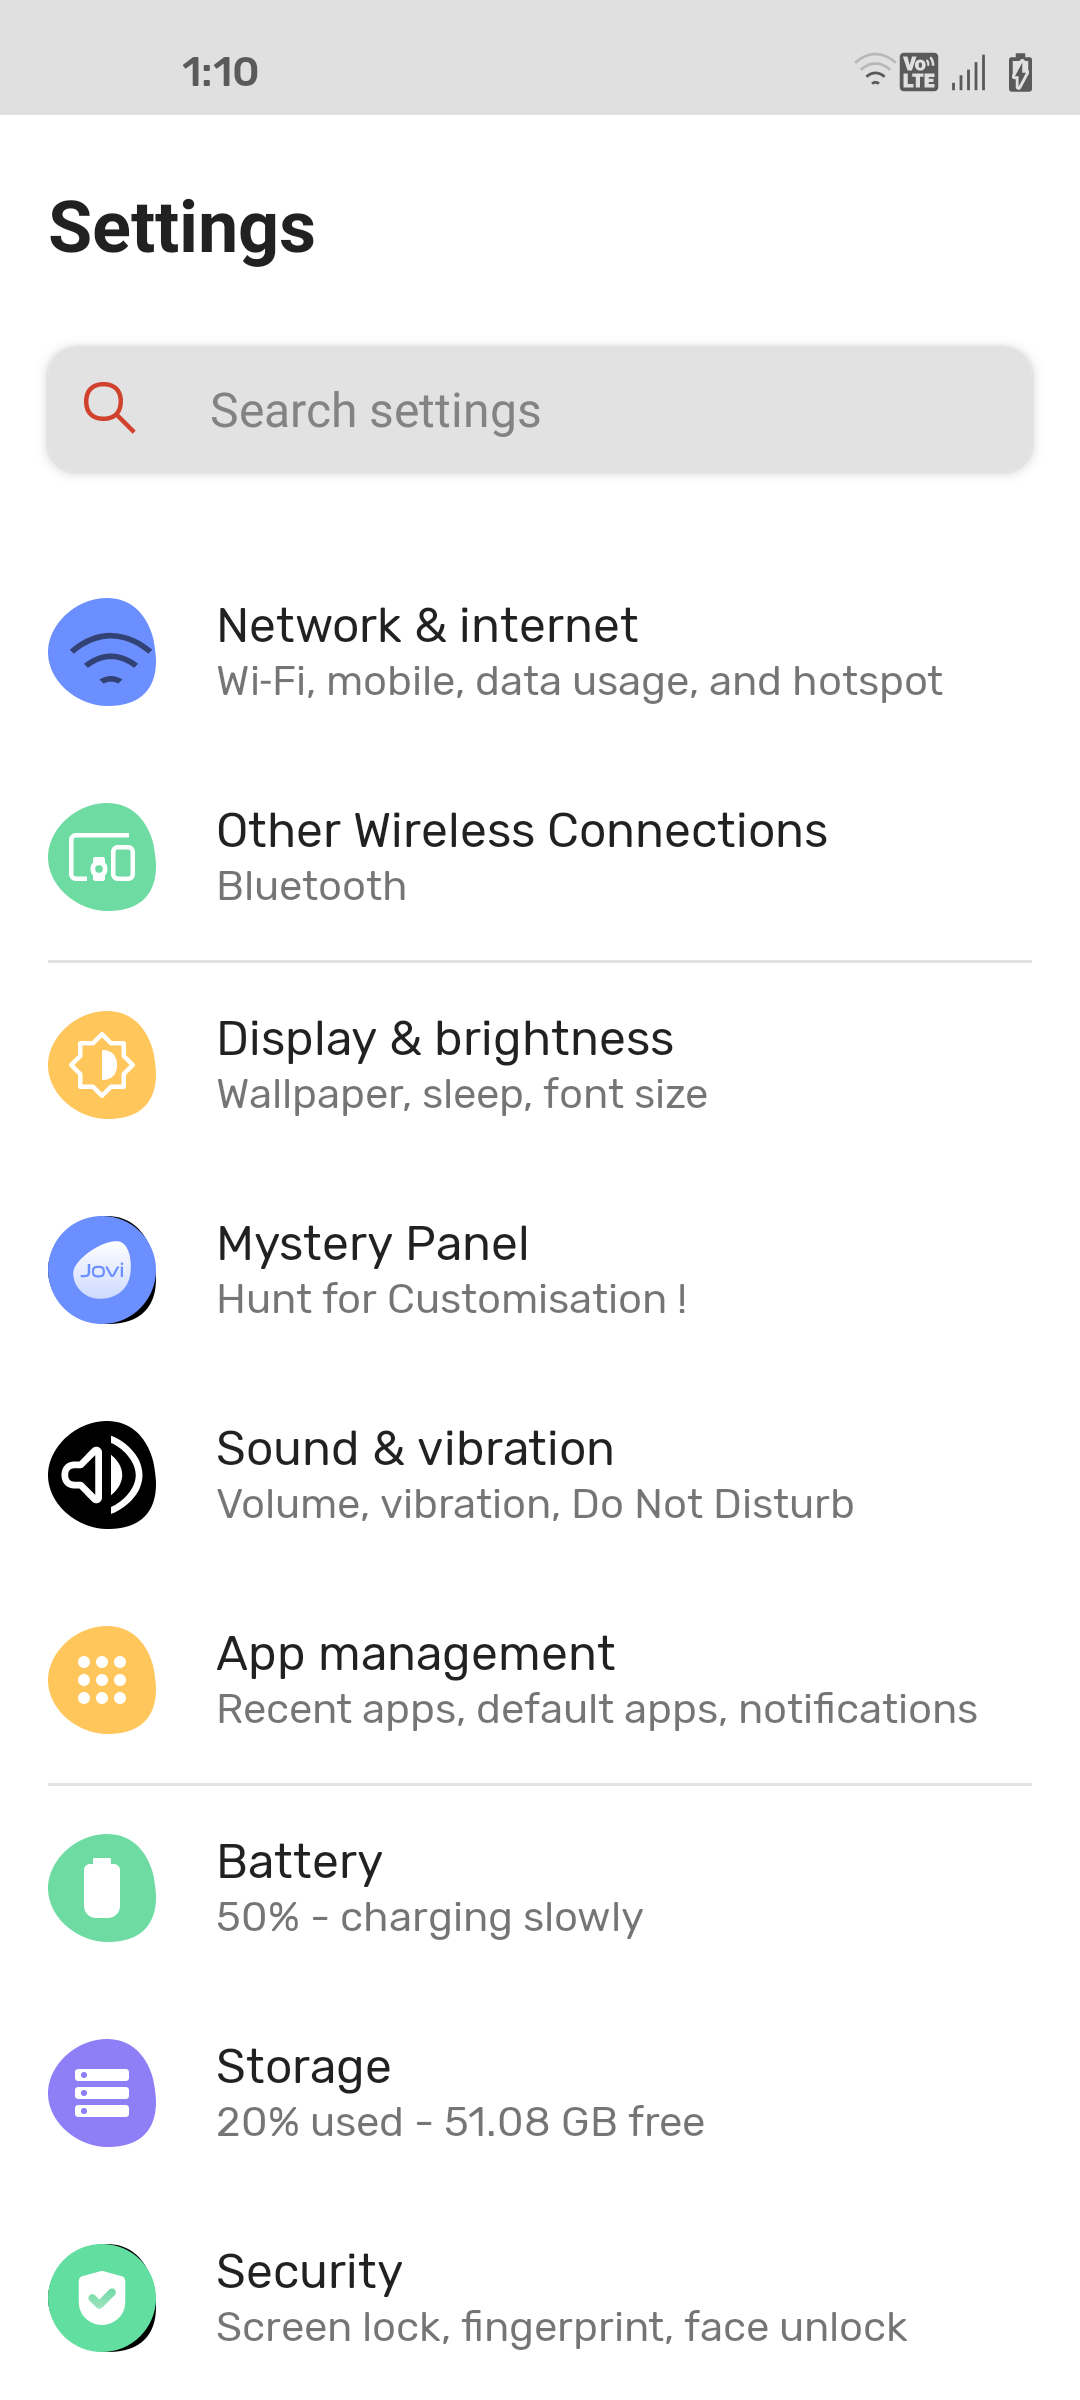 1:10
Vo
LTE
Settings
Search settings
Network & internet
Wi-Fi, mobile, data usage, and hotspot
Other Wireless Connections
Bluetooth
Display & brightness
Wallpaper, sleep, font size
Jovi
Mystery Panel
Hunt for Customisation !
Sound & vibration
Volume, vibration, Do Not Disturb
App management
Recent apps, default apps, notifications
Battery
50% - charging slowly
Storage
20% used - 51.08 GB free
Security
Screen lock, fingerprint, face unlock